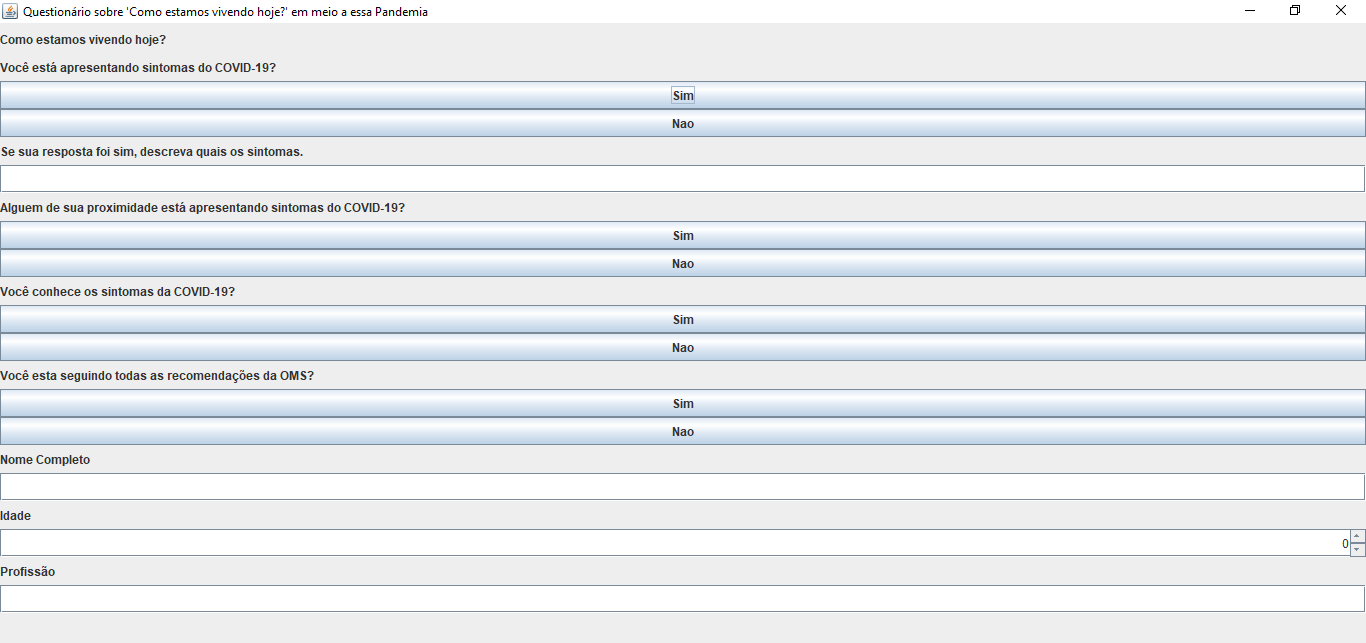 Questionário sobre 'Como estamos vivendo hoje?' em meio a essa Pandemia
Como estamos vivendo hoje?
Você está apresentando sintomas do COVID-19?
Sim
Nao
Se sua resposta foi sim, descreva quais os sintomas.
Alguem de sua proximidade está apresentando sintomas do COVID-19?
Sim
Nao
Você conhece os sintomas da COVID-19?
Sim
Nao
Você esta seguindo todas as recomendações da OMS?
Sim
Nao
Nome Completo
Idade
0
Profissão